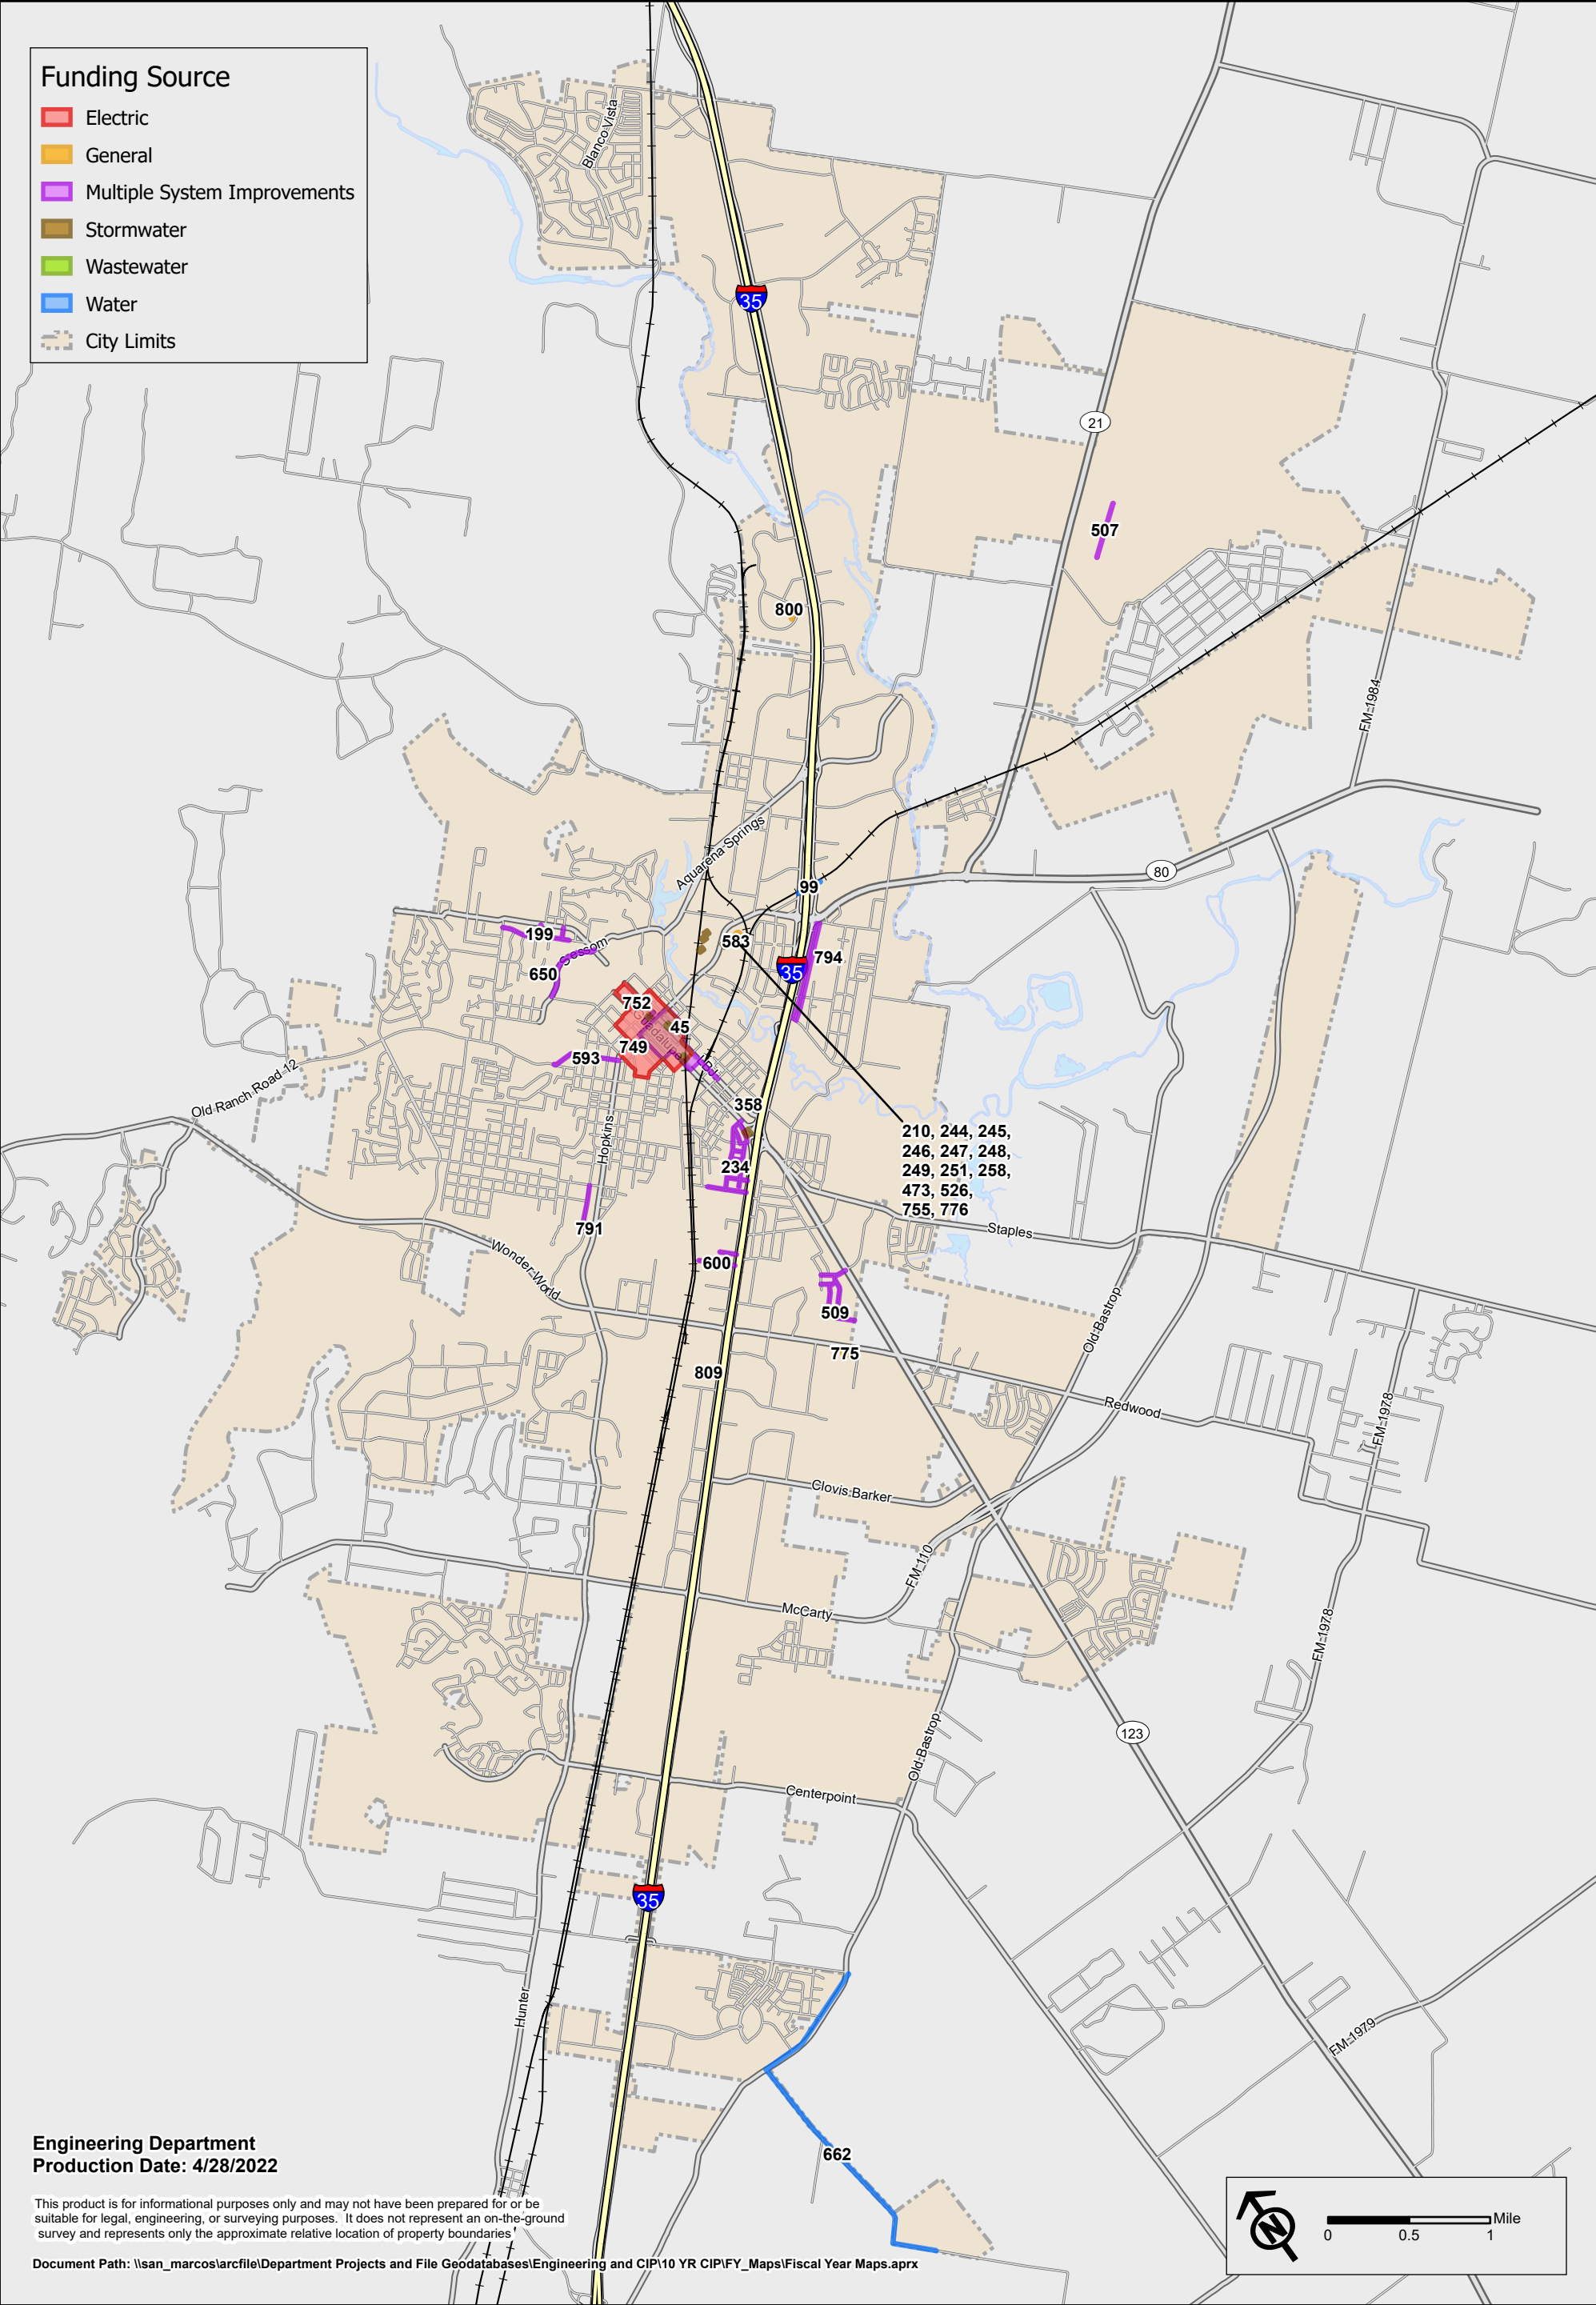 Funding Source
Electric
General
Multiple System Improvements
Stormwater
Wastewater
Water
City Limits
Blanco Vista
35
21
507
800
FM 1984
Aquarena Springs
80
99
199
Sessom
583
650
35
794
752
45
Guadalupe
749
593
Old Ranch Road 12
358
Hopkins
210, 244, 245,
246, 247, 248,
249, 251, 258,
473, 526,
755, 776
234
791
Staples
Wonder World
600
509
Old Bastrop
775
809
Redwood
FM 1978
Clovis Barker
FM 110
McCarty
FM 1978
123
Old Bastrop
Centerpoint
35
Hunter
FM 1979
662
Engineering Department
Production Date: 4/28/2022
This product is for informational purposes only and may not have been prepared for or be
suitable for legal, engineering, or surveying purposes. It does not represent an on-the-ground
survey and represents only the approximate relative location of property boundaries
Document Path: \\san_marcos\arcfile\Department Projects and File Geodatabases\Engineering and CIP\10 YR CIP\FY_Maps\Fiscal Year Maps.aprx
N
Mile
0 0.5 1